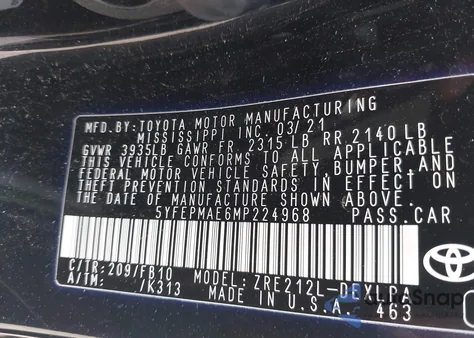 MFD.BY:TOYOTA MOTOR MANUFACTURING
MISSISSIPPI INC. 03/21
GVWR 3935LB GAWR FR. 2315 LB RR 2140 LB
THIS VEHICLE CONFORMS TO ALL APPLICABLE
FEDERAL MOTOR VEHICLE SAFETY,BUMPER,AND
THEFT PREVENTION STANDARDS IN EFFECT ON
THE DATE OF MANUFACTURE SHOWN ABOVE.
5YFEPMAE6MP224968 PASS.CAR
C/TR:209/FB10 MODEL:ZRE212L-DEXLPA
A/TM: /K313 MADE IN U.S.A. 463